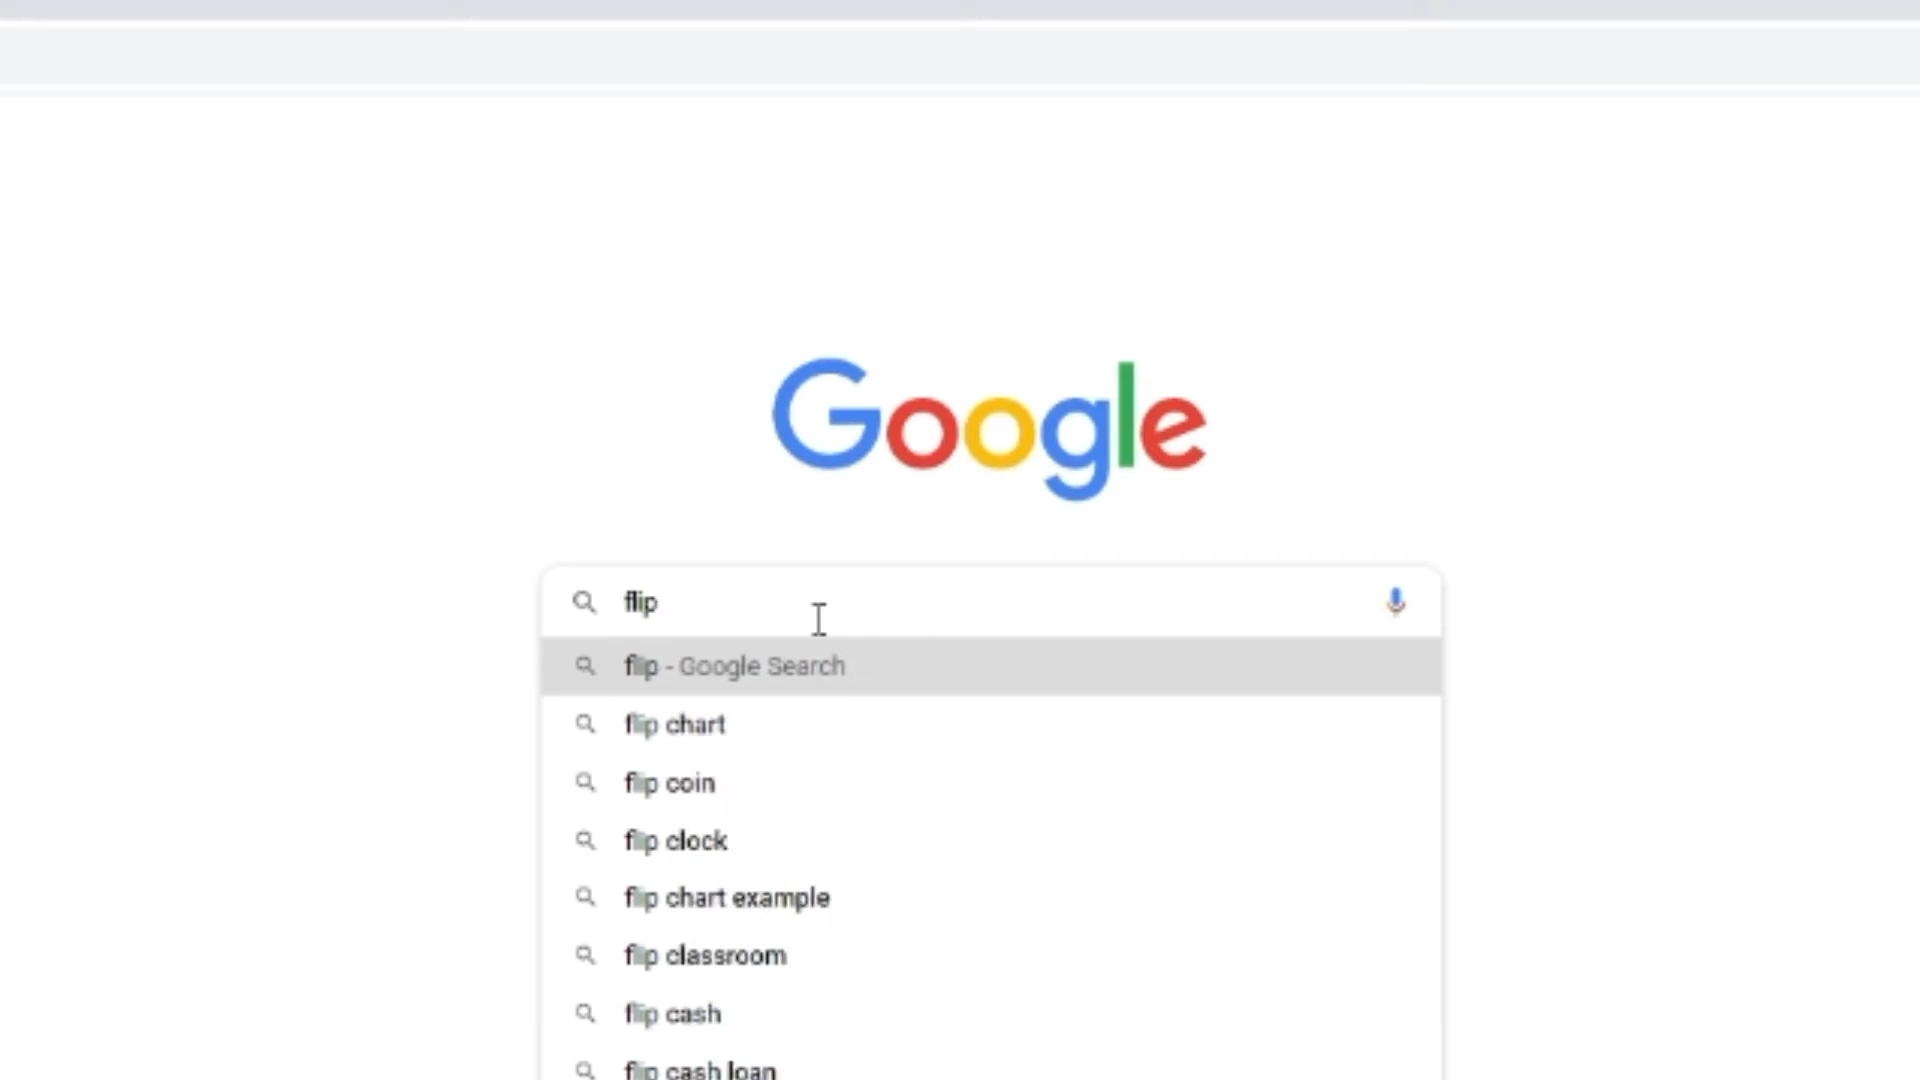 Google
flip
flip - Google Search
flip chart
flip coin
flip clock
flip chart example
flip classroom
flip cash
flip cash loan